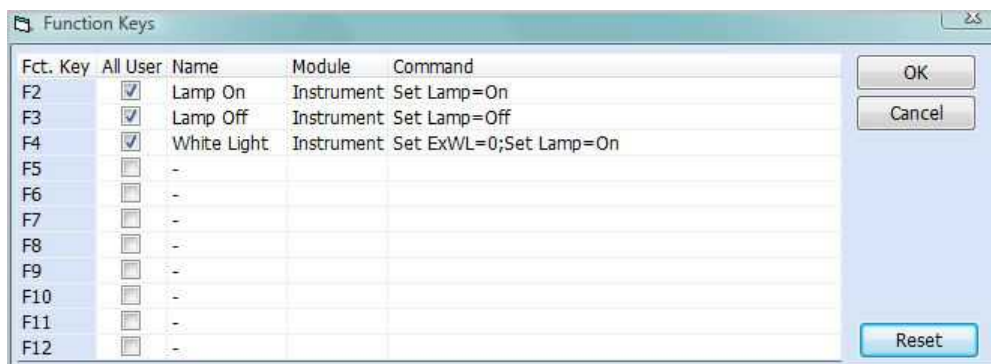 Function Keys
Fct. Key All User Name Module Command
F2 Lamp On Instrument Set Lamp=On
F3 Lamp Off Instrument Set Lamp=Off
F4 White Light Instrument Set ExWL=0;Set Lamp=On
F5 -
F6 -
F7 -
F8 -
F9 -
F10 -
F11 -
F12 -
OK
Cancel
Reset